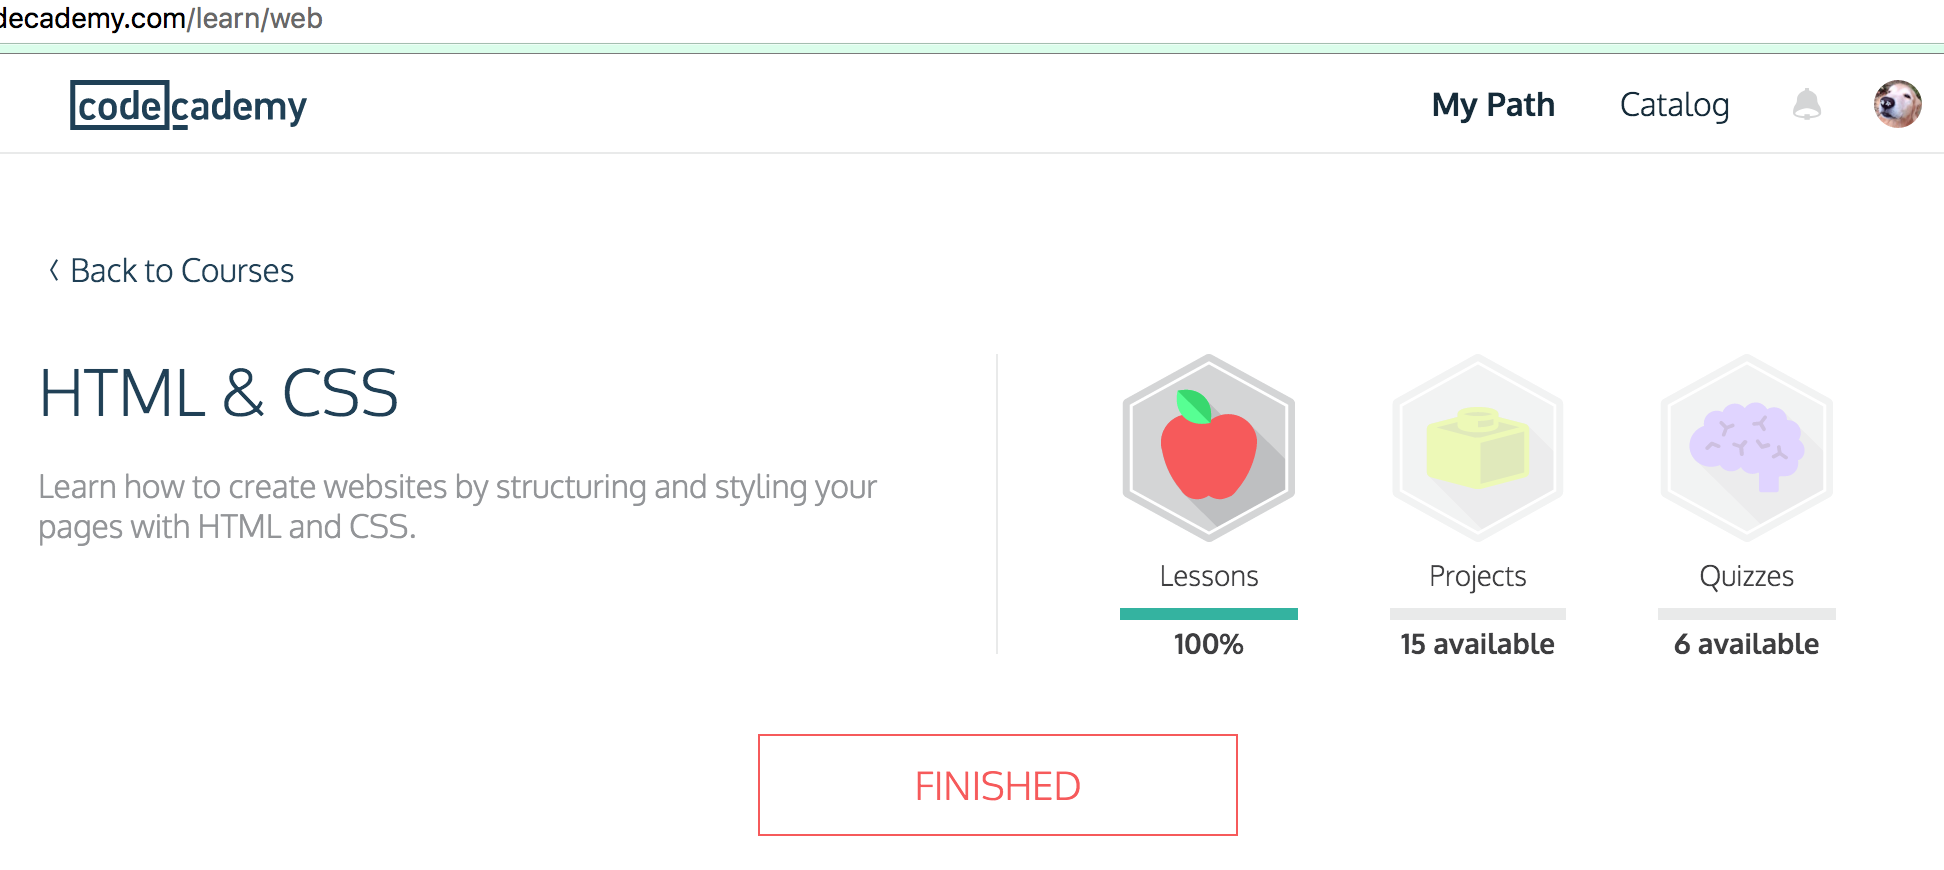 decademy.com/learn/web
codecademy
My Path
Catalog
Back to Courses
HTML & CSS
Learn how to create websites by structuring and styling your
pages with HTML and CSS.
Lessons
100%
Projects
15 available
Quizzes
6 available
FINISHED